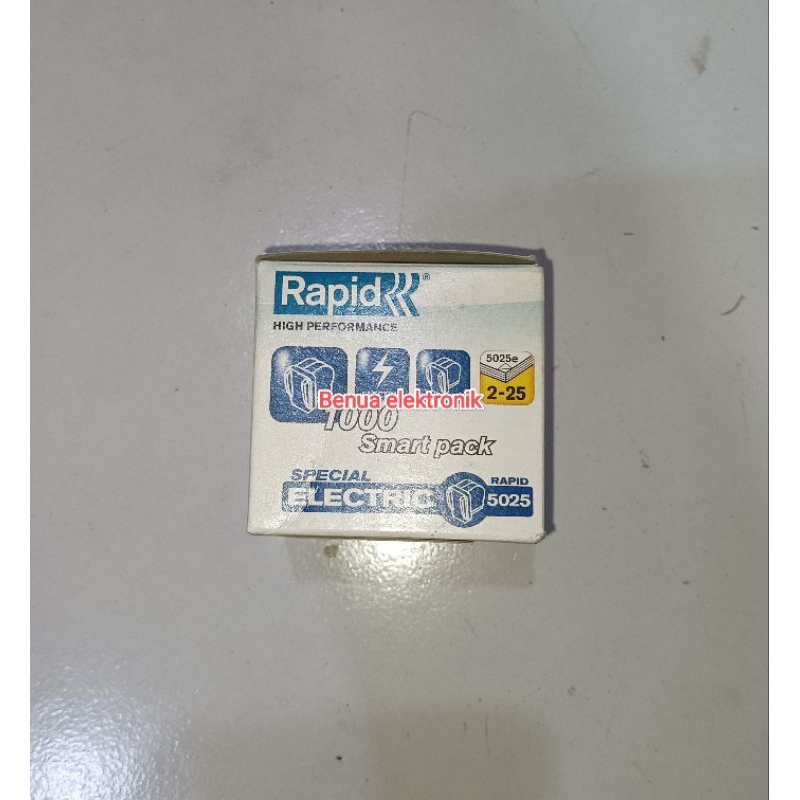 Rapid®
HIGH PERFORMANCE
5025e
2-25
Benua elektronik
1000
Smart pack
SPECIAL
ELECTRIC
RAPID
5025